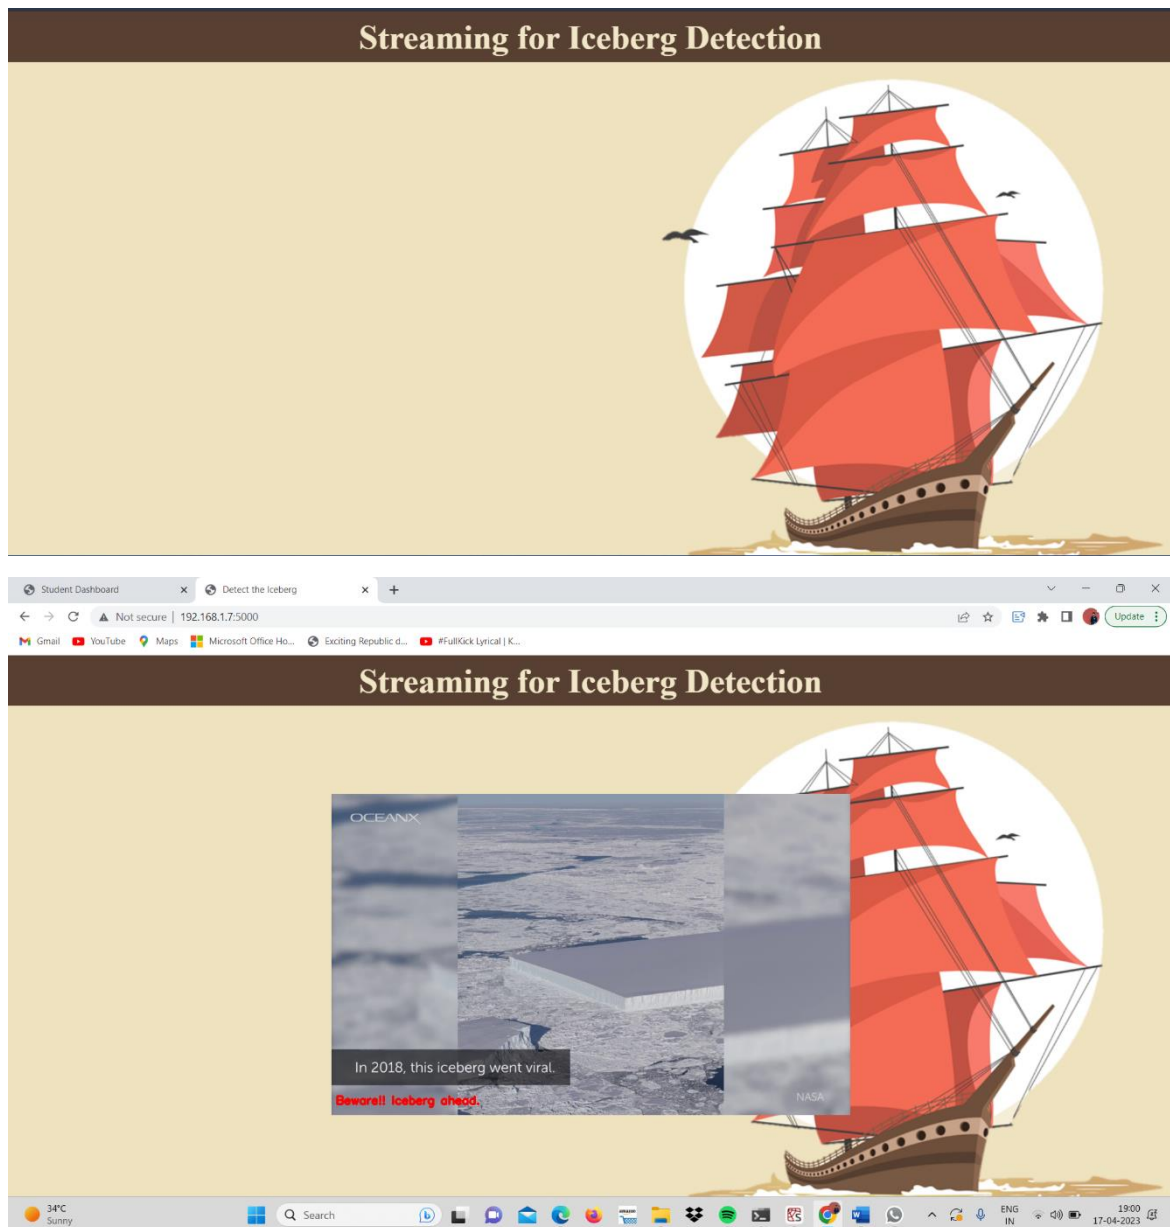 Streaming for Iceberg Detection
Student Dashboard
Detect the Iceberg
Not secure | 192.168.1.7:5000
Update
Gmail
YouTube
Maps
Microsoft Office Ho...
Exciting Republic d...
#FullKick Lyrical | K...
Streaming for Iceberg Detection
OCEANX
In 2018, this iceberg went viral.
Beware!! Iceberg ahead.
NASA
34°C
Sunny
Search
ENG
IN
19:00
17-04-2023